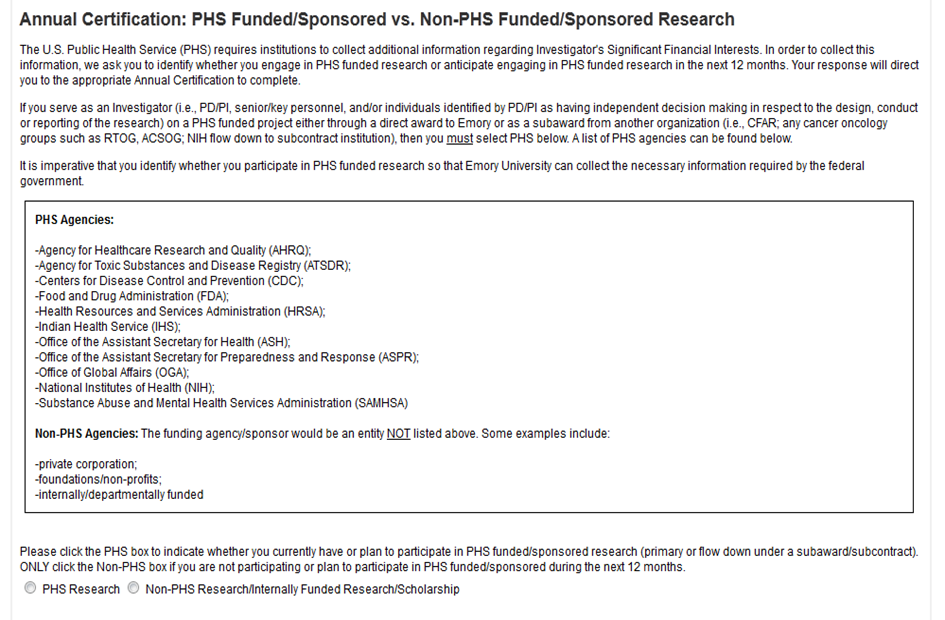 Annual Certification: PHS Funded/Sponsored vs. Non-PHS Funded/Sponsored Research
The U.S. Public Health Service (PHS) requires institutions to collect additional information regarding Investigator's Significant Financial Interests. In order to collect this
information, we ask you to identify whether you engage in PHS funded research or anticipate engaging in PHS funded research in the next 12 months. Your response will direct
you to the appropriate Annual Certification to complete.
If you serve as an Investigator (i.e., PD/PI, senior/key personnel, and/or individuals identified by PD/PI as having independent decision making in respect to the design, conduct
or reporting of the research) on a PHS funded project either through a direct award to Emory or as a subaward from another organization (i.e., CFAR; any cancer oncology
groups such as RTOG, ACSOG; NIH flow down to subcontract institution), then you must select PHS below. A list of PHS agencies can be found below.
It is imperative that you identify whether you participate in PHS funded research so that Emory University can collect the necessary information required by the federal
government.
PHS Agencies:
-Agency for Healthcare Research and Quality (AHRQ);
-Agency for Toxic Substances and Disease Registry (ATSDR);
-Centers for Disease Control and Prevention (CDC);
-Food and Drug Administration (FDA);
-Health Resources and Services Administration (HRSA);
-Indian Health Service (IHS);
-Office of the Assistant Secretary for Health (ASH);
-Office of the Assistant Secretary for Preparedness and Response (ASPR);
-Office of Global Affairs (OGA);
-National Institutes of Health (NIH);
-Substance Abuse and Mental Health Services Administration (SAMHSA)
Non-PHS Agencies: The funding agency/sponsor would be an entity NOT listed above. Some examples include:
-private corporation;
-foundations/non-profits;
-internally/departmentally funded
Please click the PHS box to indicate whether you currently have or plan to participate in PHS funded/sponsored research (primary or flow down under a subaward/subcontract).
ONLY click the Non-PHS box if you are not participating or plan to participate in PHS funded/sponsored during the next 12 months.
PHS Research Non-PHS Research/Internally Funded Research/Scholarship